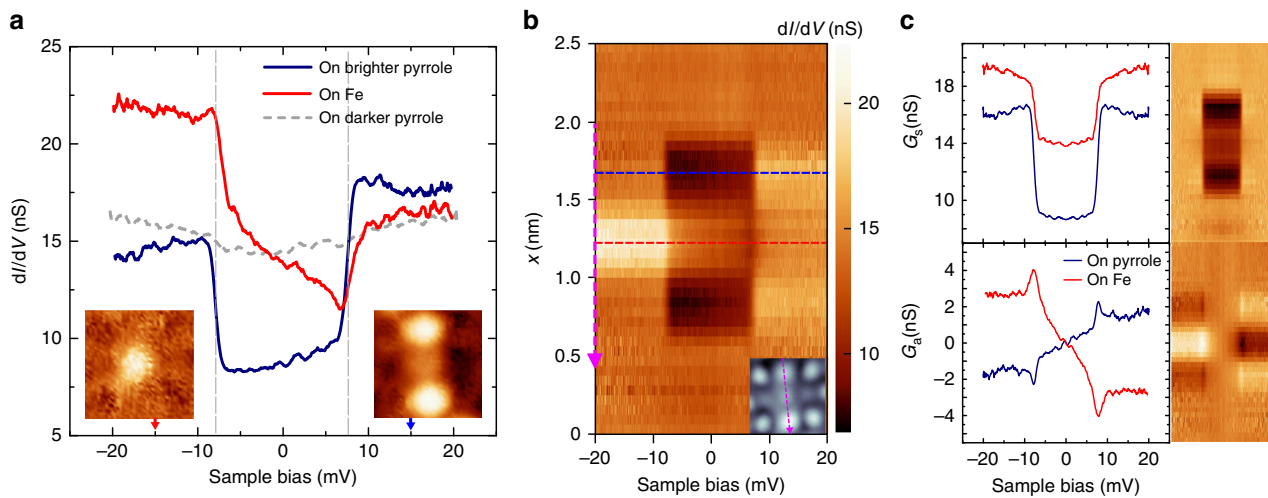 a
25
20
15
10
5
dI/dV (nS)
On brighter pyrrole
On Fe
On darker pyrrole
−20
−10
0
10
20
Sample bias (mV)
b
dI/dV (nS)
2.5
2.0
1.5
1.0
0.5
0
x (nm)
−20
−10
0
10
20
Sample bias (mV)
20
15
10
c
18
14
10
Gs(nS)
4
2
0
−2
−4
Ga(nS)
On pyrrole
On Fe
−20
−10
0
10
20
Sample bias (mV)